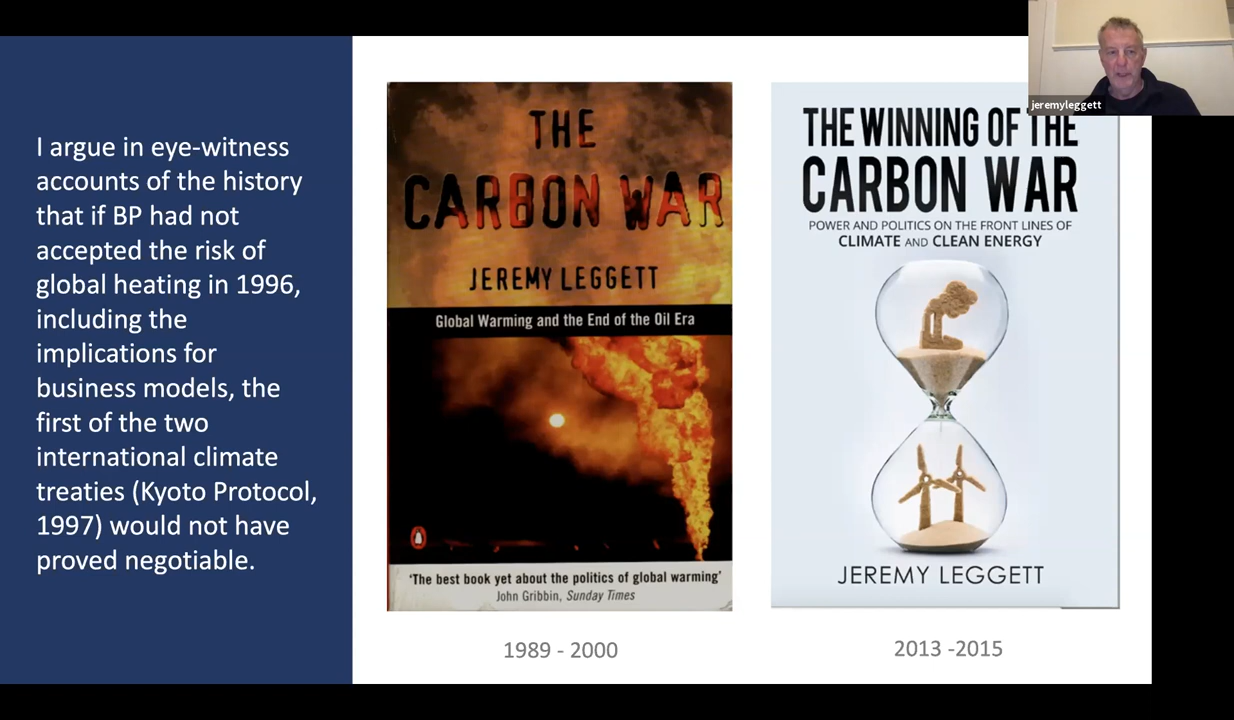 I argue in eye-witness
accounts of the history
that if BP had not
accepted the risk of
global heating in 1996,
including the
implications for
business models, the
first of the two
international climate
treaties (Kyoto Protocol,
1997) would not have
proved negotiable.
THE
CARBON WAR
JEREMY LEGGETT
Global Warming and the End of the Oil Era
'The best book yet about the politics of global warming'
John Gribbin, Sunday Times
1989 - 2000
THE WINNING OF THE
CARBON WAR
POWER AND POLITICS ON THE FRONT LINES OF
CLIMATE AND CLEAN ENERGY
JEREMY LEGGETT
2013 -2015
jeremyleggett